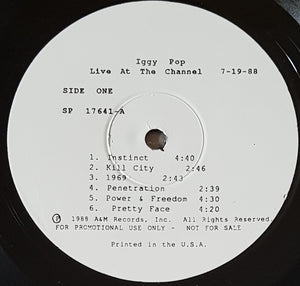 Iggy Pop
Live At The Channel 7-19-88
SIDE ONE
SP 17641-A
1. Instinct 4:40
2. Kill City 2:46
3. 1969 2:43
4. Penetration 2:39
5. Power & Freedom 4:30
6. Pretty Face 4:20
Ⓟ 1988 A&M Records, Inc. All Rights Reserved.
FOR PROMOTIONAL USE ONLY - NOT FOR SALE
Printed in the U.S.A.